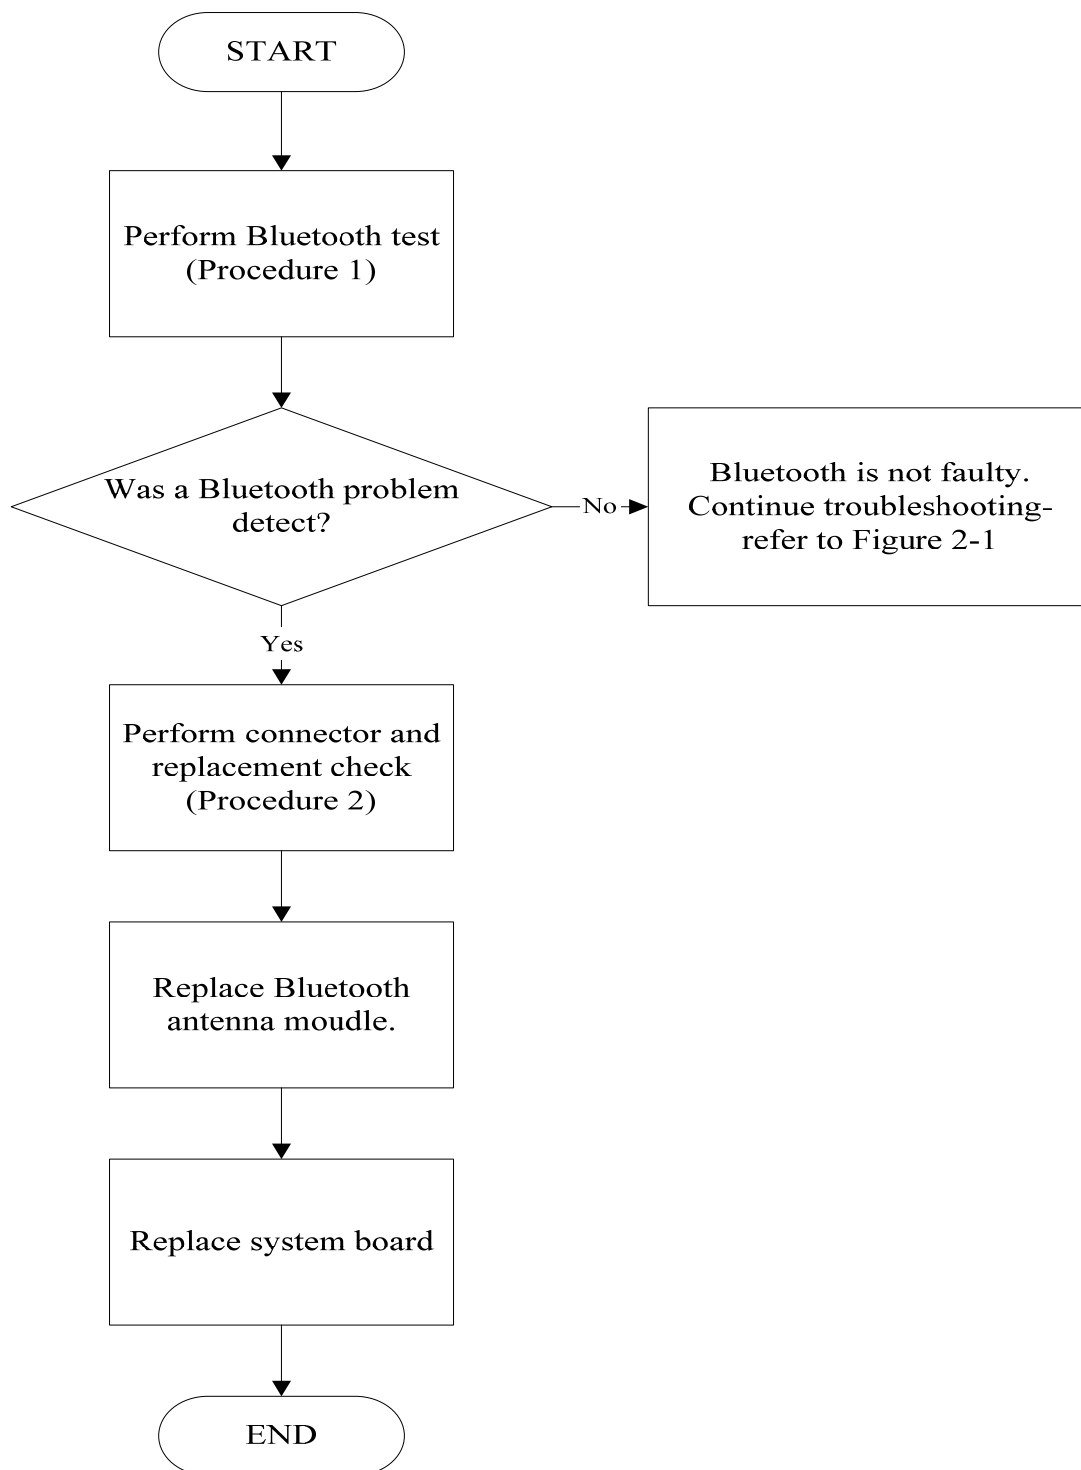 START
Perform Bluetooth test
(Procedure 1)
Was a Bluetooth problem
detect?
No
Bluetooth is not faulty.
Continue troubleshooting-
refer to Figure 2-1
Yes
Perform connector and
replacement check
(Procedure 2)
Replace Bluetooth
antenna moudle.
Replace system board
END